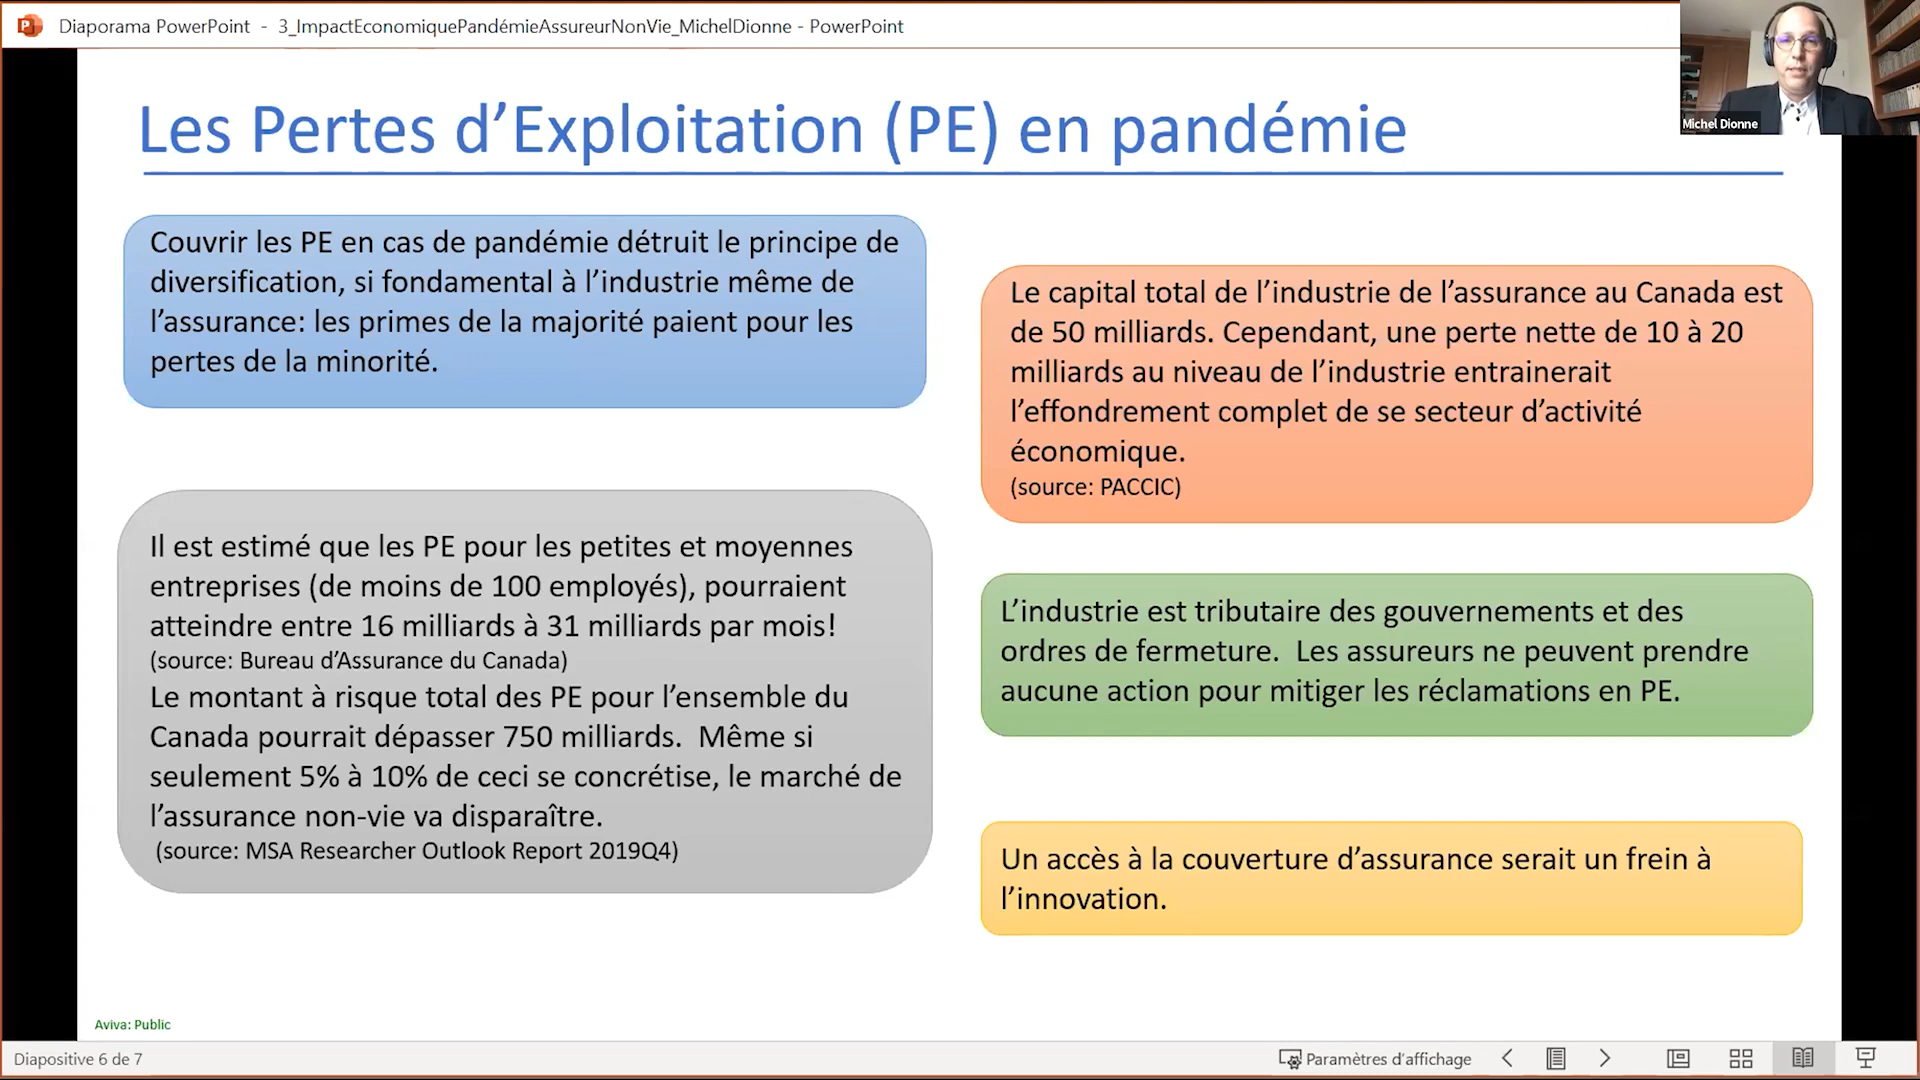 Diaporama PowerPoint - 3_ImpactEconomiquePandémieAssureurNonVie_MichelDionne - PowerPoint
Michel Dionne
Les Pertes d’Exploitation (PE) en pandémie
Couvrir les PE en cas de pandémie détruit le principe de
diversification, si fondamental à l’industrie même de
l’assurance: les primes de la majorité paient pour les
pertes de la minorité.
Il est estimé que les PE pour les petites et moyennes
entreprises (de moins de 100 employés), pourraient
atteindre entre 16 milliards à 31 milliards par mois!
(source: Bureau d’Assurance du Canada)
Le montant à risque total des PE pour l’ensemble du
Canada pourrait dépasser 750 milliards.  Même si
seulement 5% à 10% de ceci se concrétise, le marché de
l’assurance non-vie va disparaître.
(source: MSA Researcher Outlook Report 2019Q4)
Le capital total de l’industrie de l’assurance au Canada est
de 50 milliards. Cependant, une perte nette de 10 à 20
milliards au niveau de l’industrie entrainerait
l’effondrement complet de se secteur d’activité
économique.
(source: PACCIC)
L’industrie est tributaire des gouvernements et des
ordres de fermeture.  Les assureurs ne peuvent prendre
aucune action pour mitiger les réclamations en PE.
Un accès à la couverture d’assurance serait un frein à
l’innovation.
Aviva: Public
Diapositive 6 de 7
Paramètres d’affichage